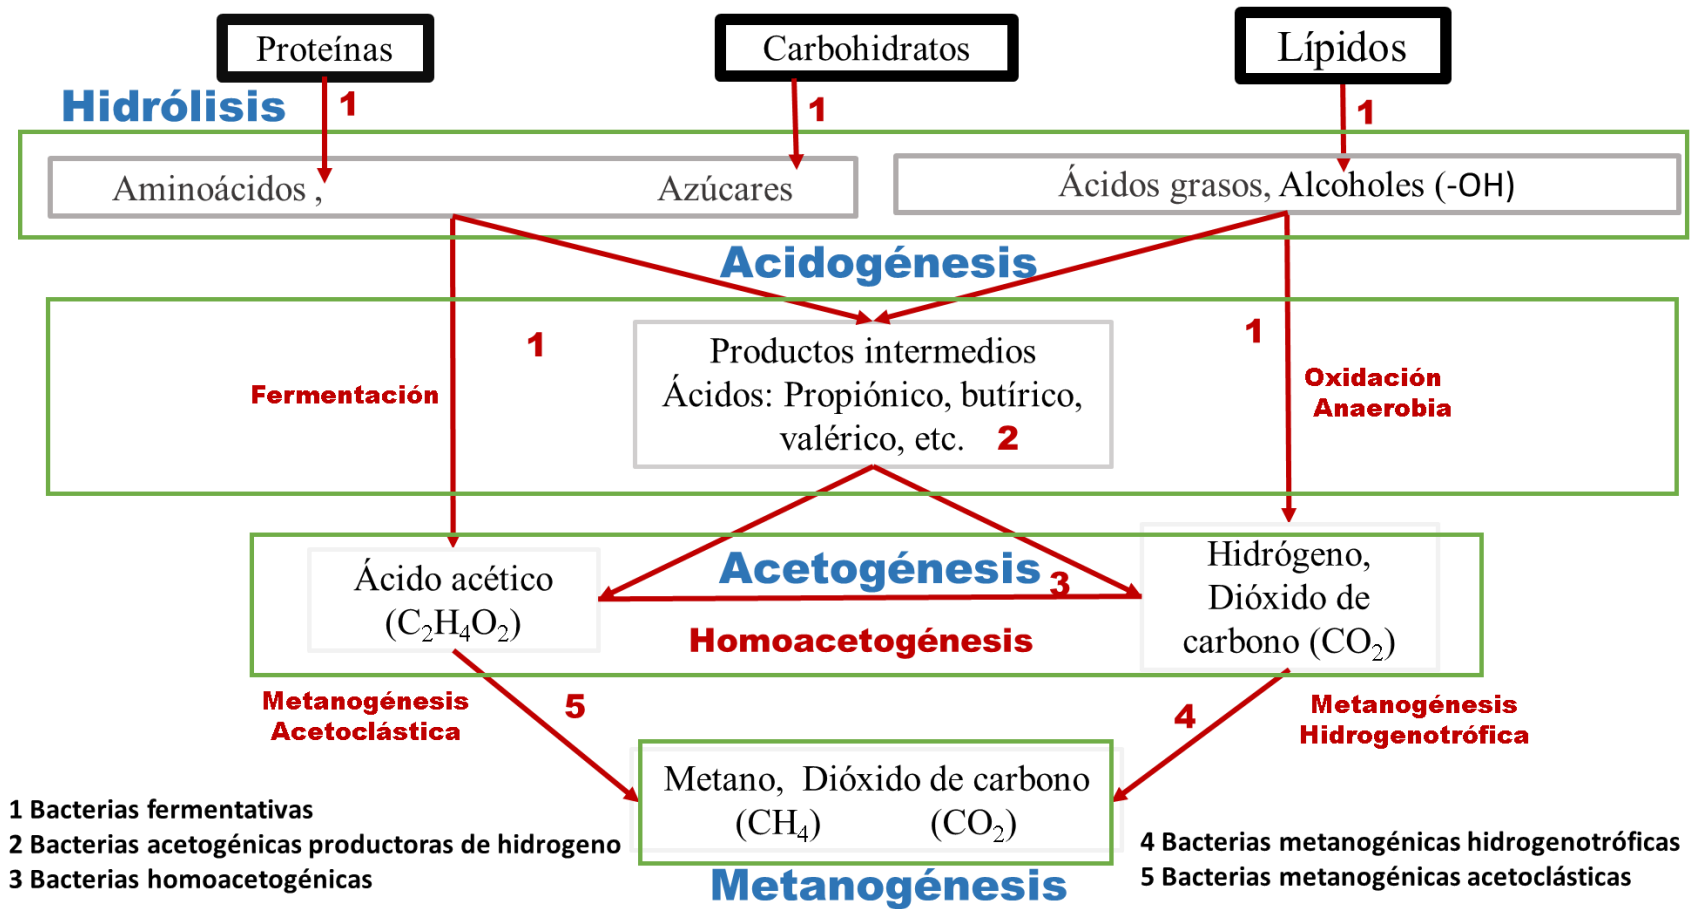 Proteínas
Carbohidratos
Lípidos
Hidrólisis
1
1
1
Aminoácidos ,
Azúcares
Ácidos grasos, Alcoholes (-OH)
Acidogénesis
1
1
Productos intermedios
Ácidos: Propiónico, butírico,
valérico, etc. 2
Fermentación
Oxidación
Anaerobia
Acetogénesis
3
Ácido acético
(C₂H₄O₂)
Hidrógeno,
Dióxido de
carbono (CO₂)
Homoacetogénesis
Metanogénesis
Acetoclástica
5
4
Metanogénesis
Hidrogenotrófica
Metano, Dióxido de carbono
(CH₄) (CO₂)
Metanogénesis
1 Bacterias fermentativas
2 Bacterias acetogénicas productoras de hidrogeno
3 Bacterias homoacetogénicas
4 Bacterias metanogénicas hidrogenotróficas
5 Bacterias metanogénicas acetoclásticas